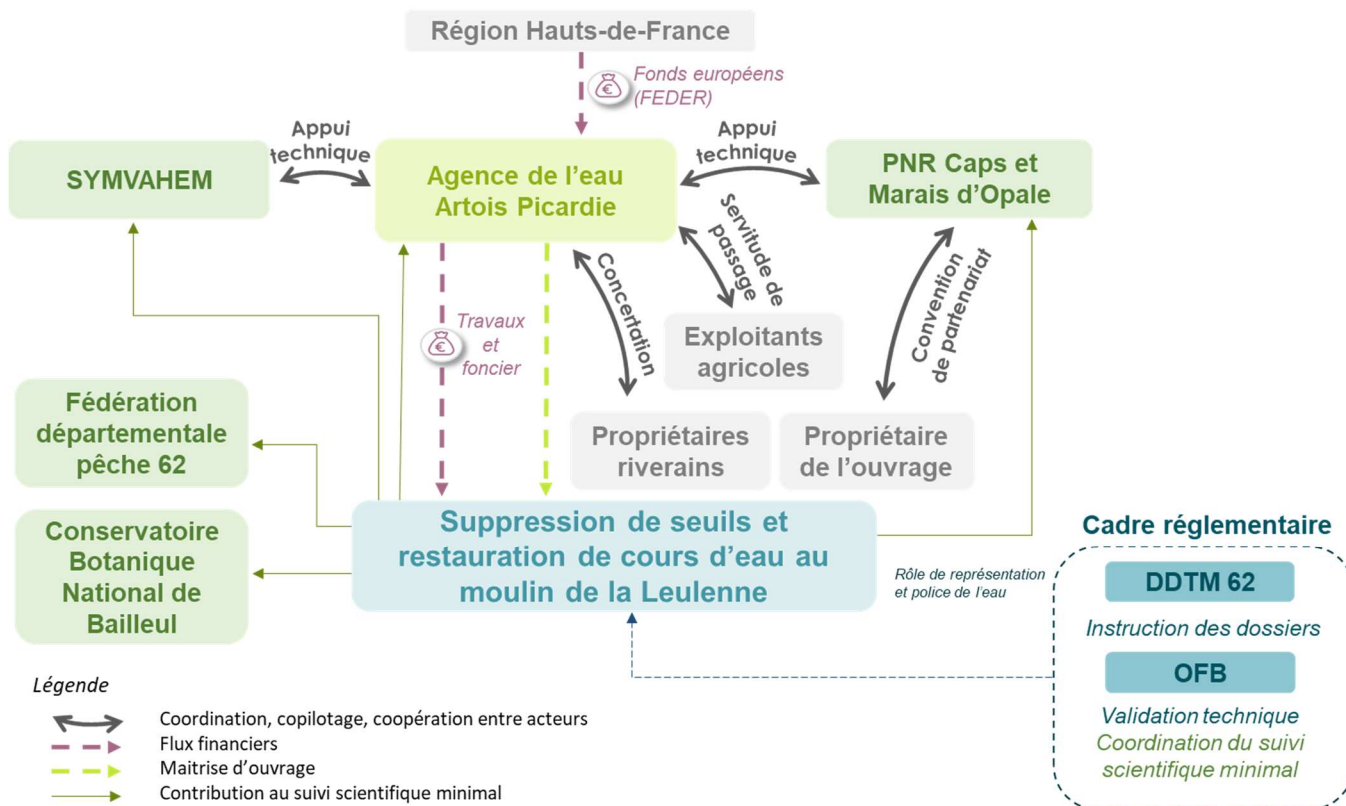 Région Hauts-de-France
€
Fonds européens
(FEDER)
Appui
technique
Appui
technique
SYMVAHEM
Agence de l'eau
Artois Picardie
PNR Caps et
Marais d'Opale
Servitude de
passage
Concertation
Convention
de partenariat
€
Travaux
et
foncier
Exploitants
agricoles
Fédération
départementale
pêche 62
Propriétaires
riverains
Propriétaire
de l'ouvrage
Conservatoire
Botanique
National de
Bailleul
Suppression de seuils et
restauration de cours d'eau au
moulin de la Leulenne
Rôle de représentation
et police de l'eau
Cadre réglementaire
DDTM 62
Instruction des dossiers
OFB
Validation technique
Coordination du suivi
scientifique minimal
Légende
Coordination, copilotage, coopération entre acteurs
Flux financiers
Maitrise d'ouvrage
Contribution au suivi scientifique minimal